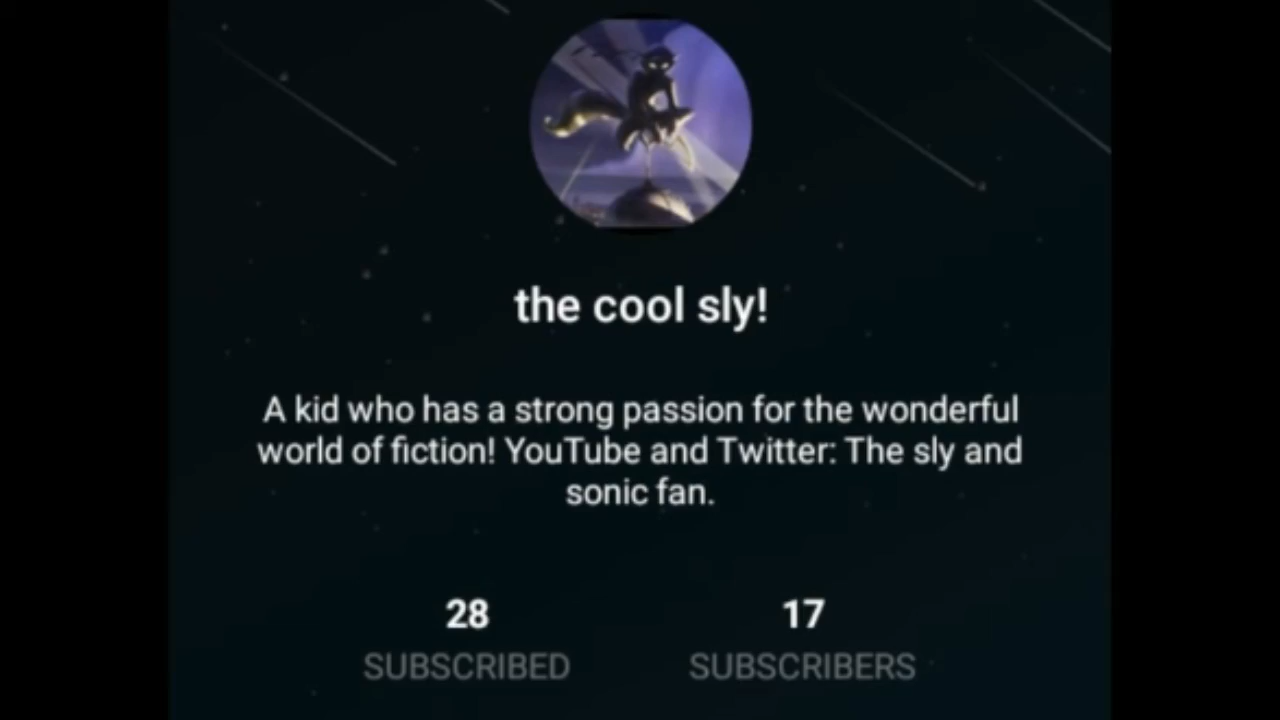 the cool sly!
A kid who has a strong passion for the wonderful
world of fiction! YouTube and Twitter: The sly and
sonic fan.
28 17
SUBSCRIBED SUBSCRIBERS